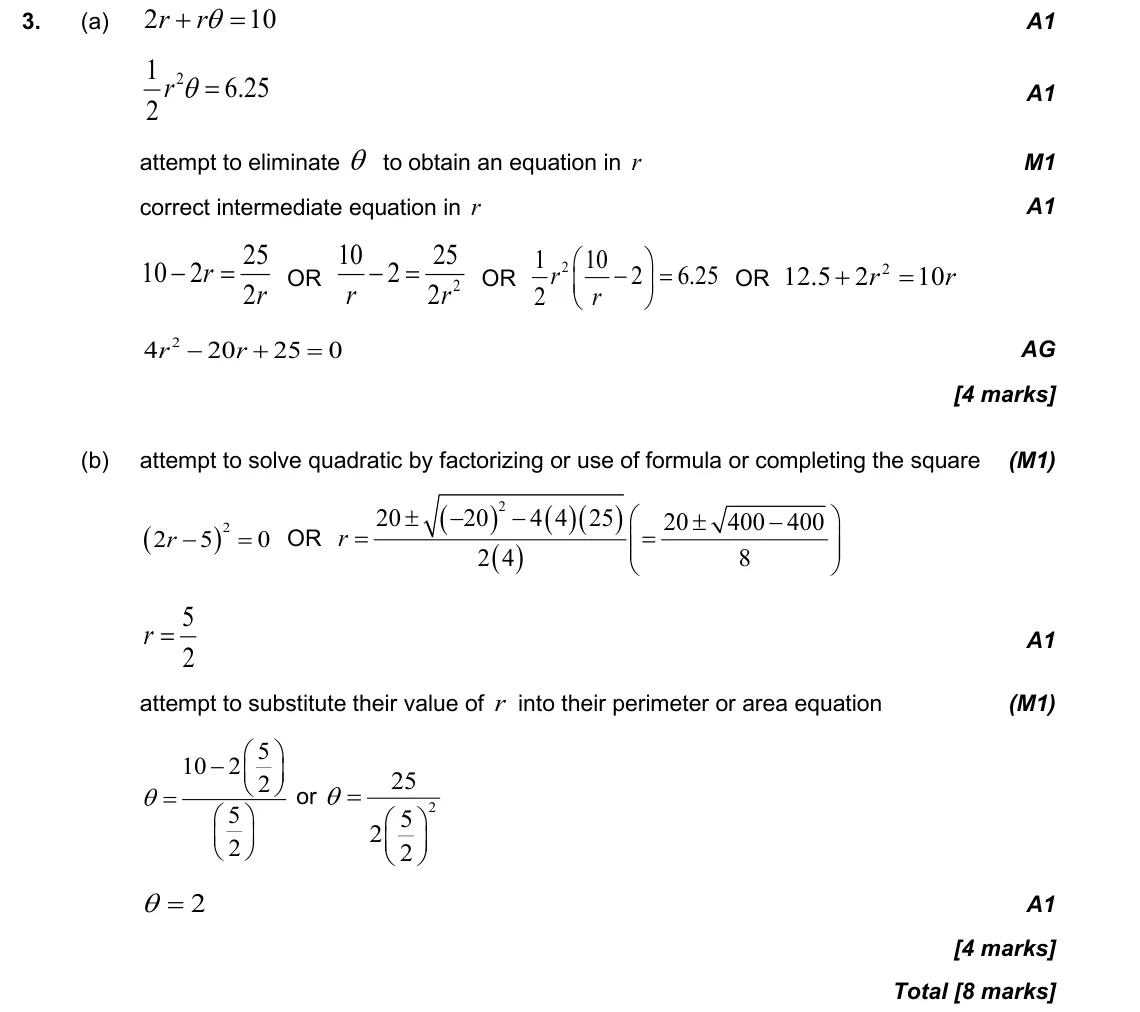 3. (a) 2r + rθ = 10 A1
1/2 r²θ = 6.25 A1
attempt to eliminate θ to obtain an equation in r M1
correct intermediate equation in r A1
10 − 2r = 25/2r OR 10/r − 2 = 25/2r² OR 1/2 r² (10/r − 2) = 6.25 OR 12.5 + 2r² = 10r
4r² − 20r + 25 = 0 AG
[4 marks]
(b) attempt to solve quadratic by factorizing or use of formula or completing the square (M1)
(2r − 5)² = 0 OR r = (20 ± √((−20)² − 4(4)(25)))/2(4) (= (20 ± √(400 − 400))/8)
r = 5/2 A1
attempt to substitute their value of r into their perimeter or area equation (M1)
θ = (10 − 2(5/2))/(5/2) or θ = 25/2(5/2)²
θ = 2 A1
[4 marks]
Total [8 marks]